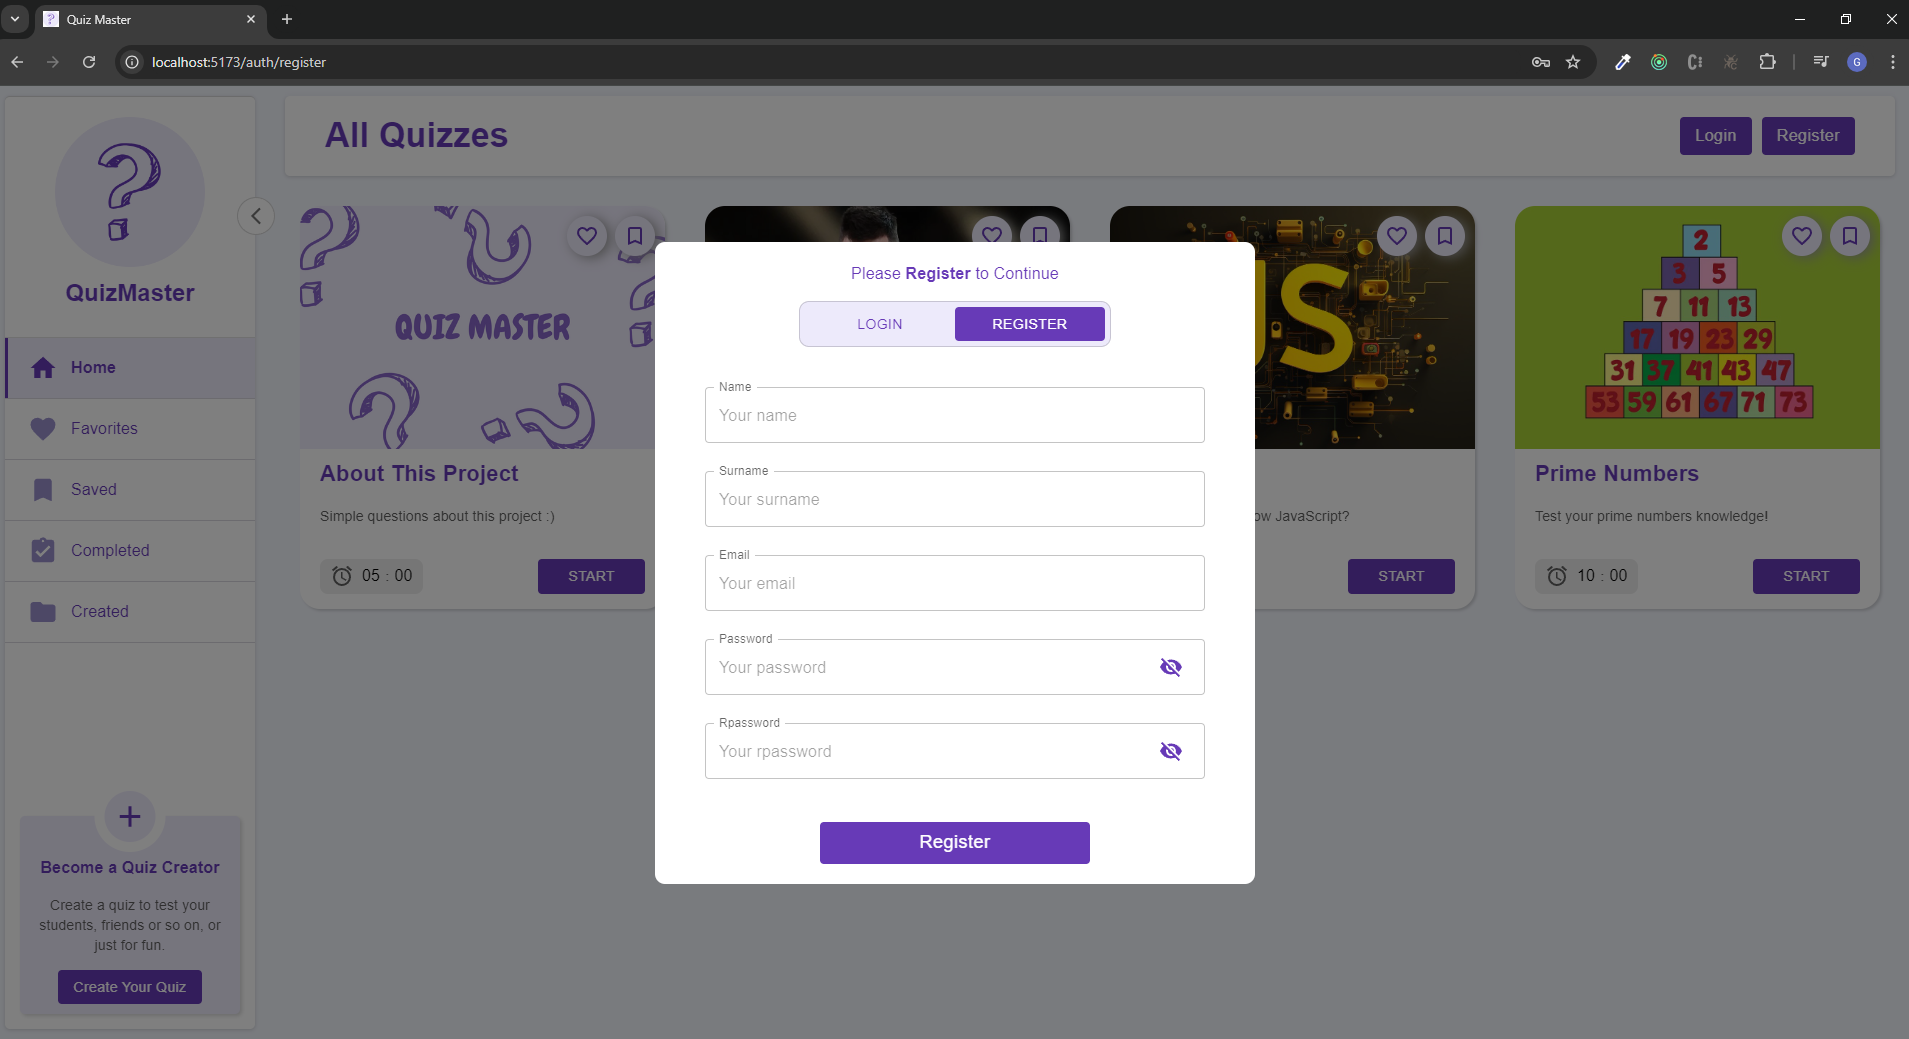 Quiz Master
localhost:5173/auth/register
G
QuizMaster
Home
Favorites
Saved
Completed
Created
Become a Quiz Creator
Create a quiz to test your
students, friends or so on, or
just for fun.
Create Your Quiz
All Quizzes
Login
Register
QUIZ MASTER
About This Project
Simple questions about this project :)
05 : 00
START
Please Register to Continue
LOGIN
REGISTER
Name
Your name
Surname
Your surname
Email
Your email
Password
Your password
Rpassword
Your rpassword
Register
S
JavaScript?
START
2
3 5
7 11 13
17 19 23 29
31 37 41 43 47
53 59 61 67 71 73
Prime Numbers
Test your prime numbers knowledge!
10 : 00
START